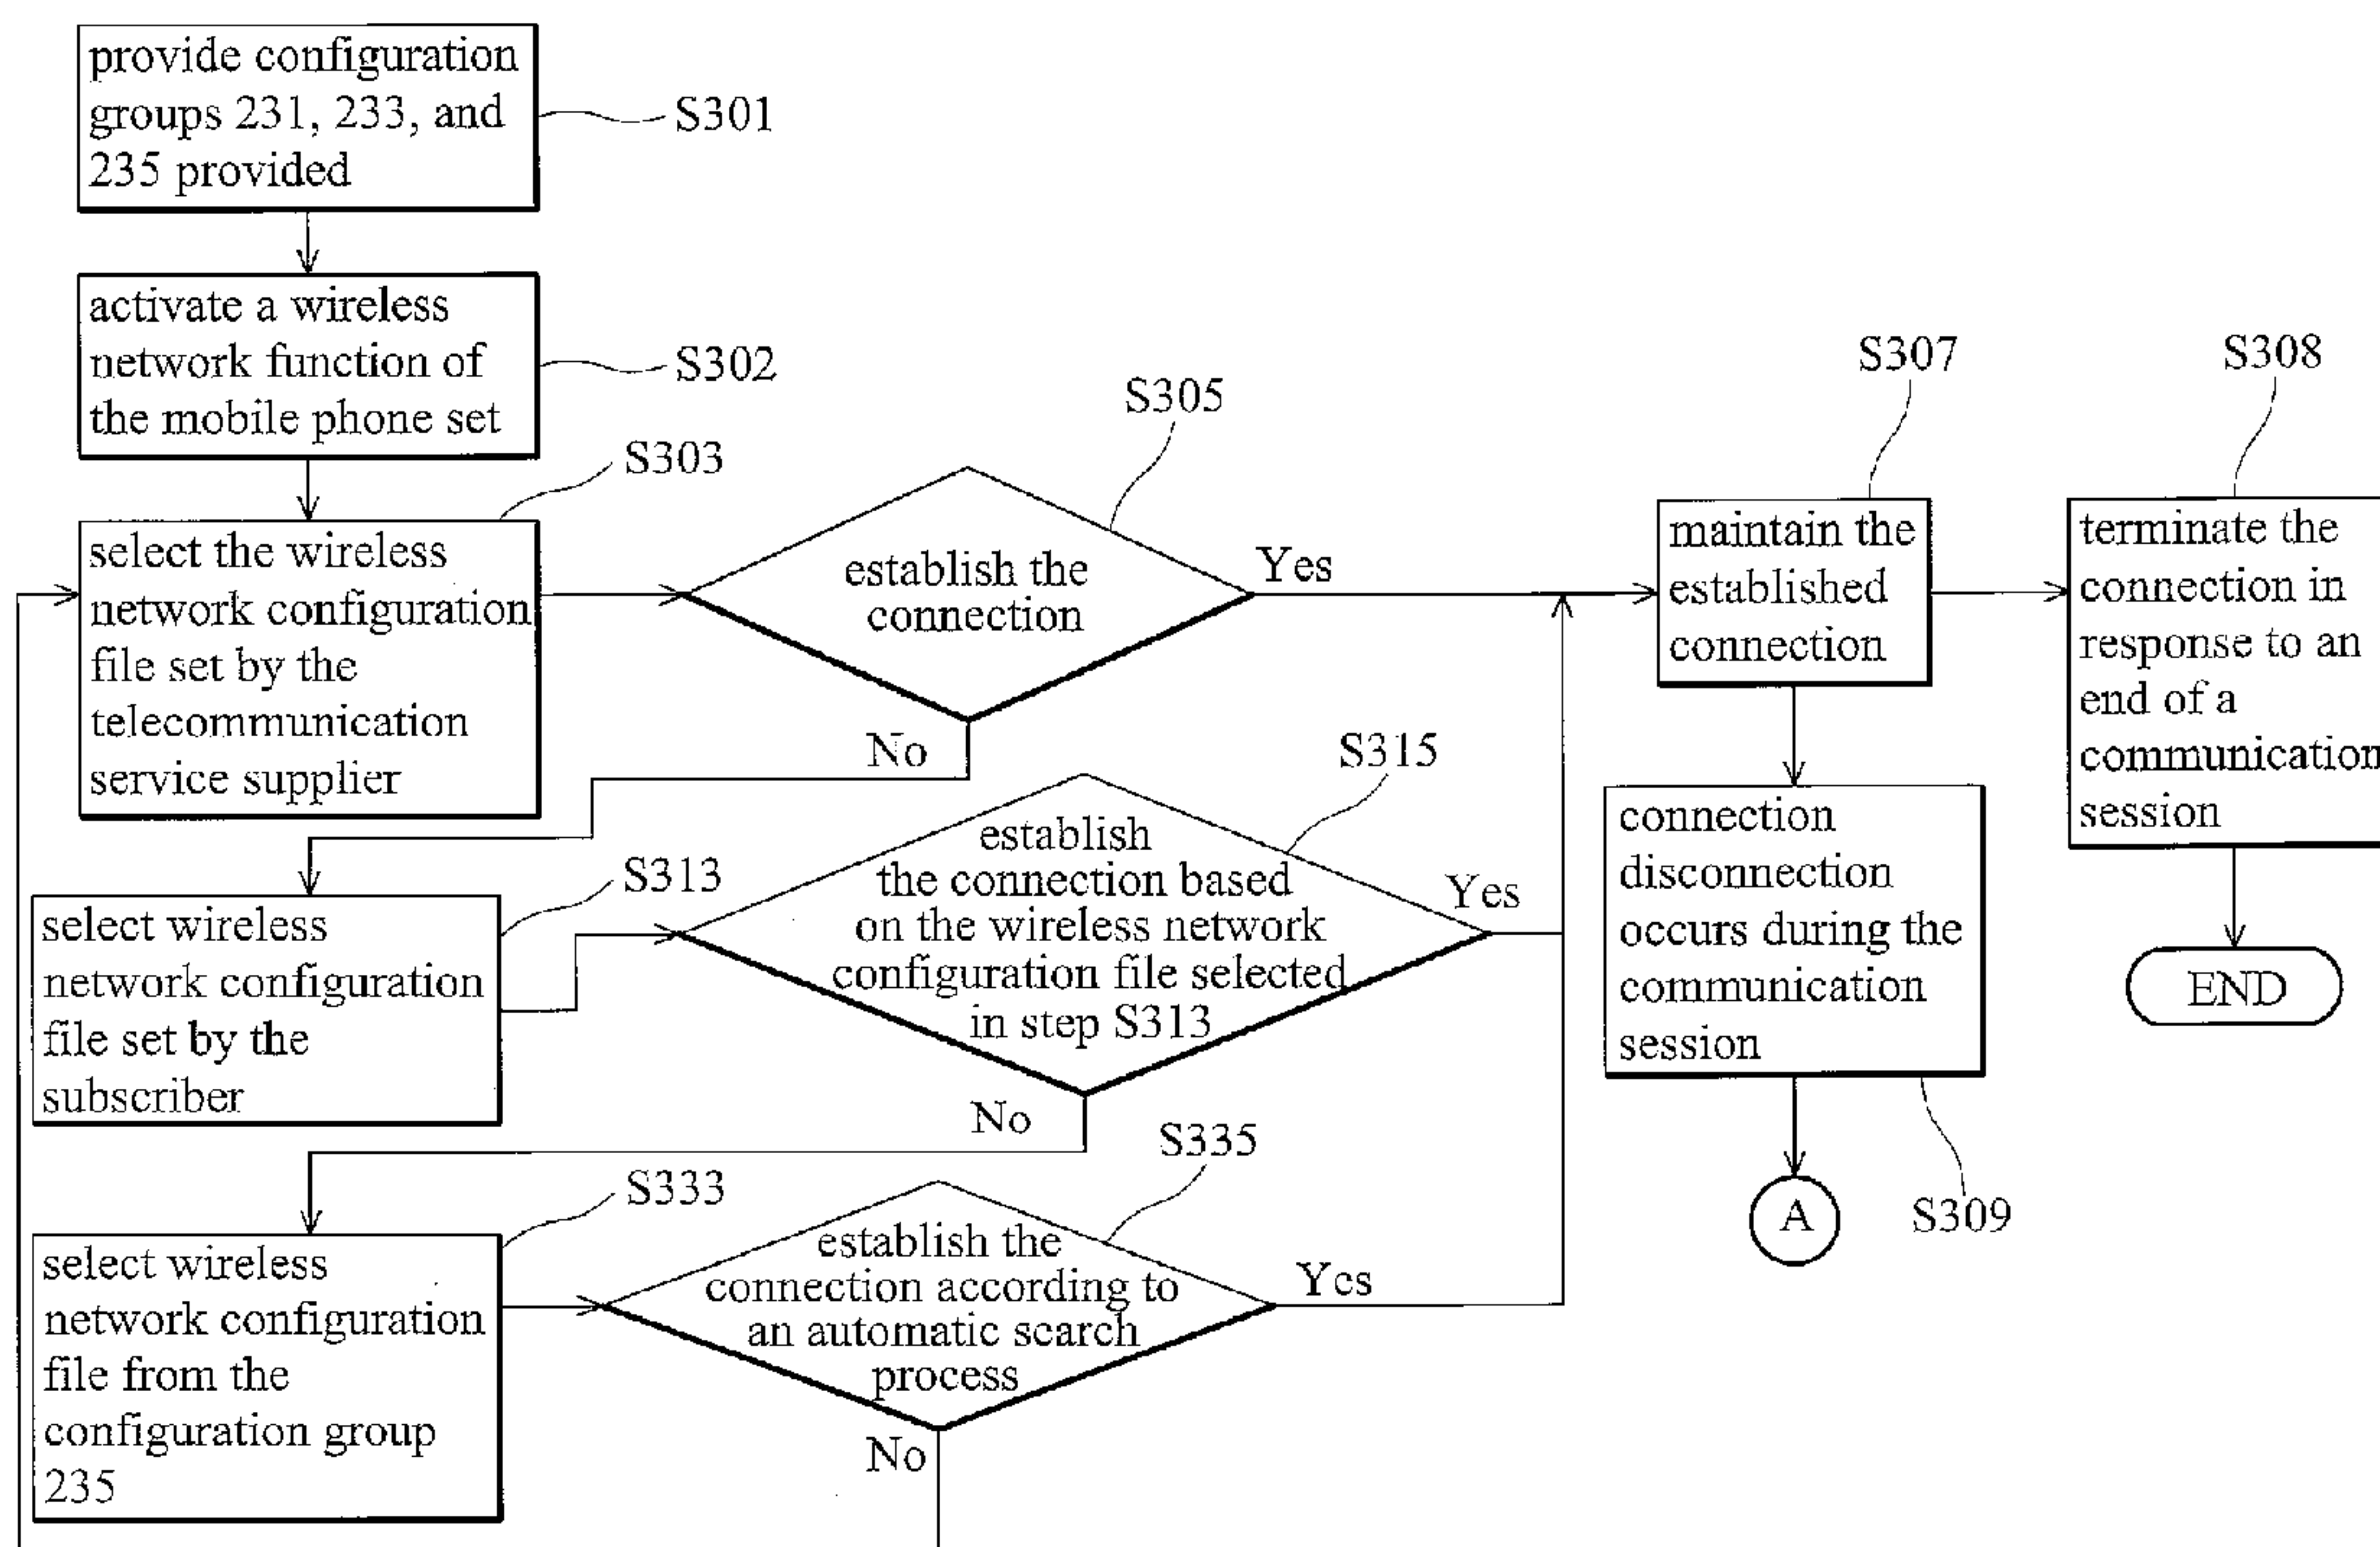 provide configuration
groups 231, 233, and
235 provided
S301
activate a wireless
network function of
the mobile phone set
S302
S303
select the wireless
network configuration
file set by the
telecommunication
service supplier
S305
establish the
connection
Yes
No
S307
maintain the
established
connection
S308
terminate the
connection in
response to an
end of a
communication
session
END
S313
select wireless
network configuration
file set by the
subscriber
S315
establish
the connection based
on the wireless network
configuration file selected
in step S313
Yes
No
connection
disconnection
occurs during the
communication
session
S309
A
S333
select wireless
network configuration
file from the
configuration group
235
S335
establish the
connection according to
an automatic search
process
Yes
No